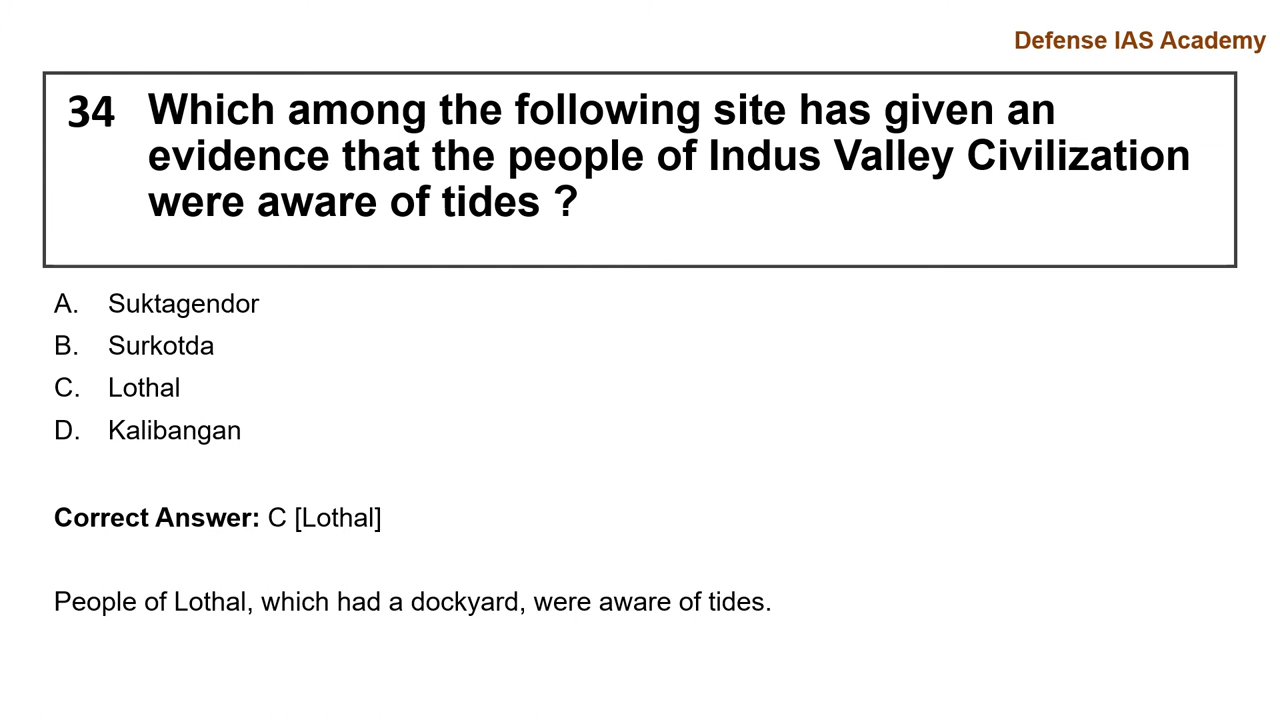 Defense IAS Academy
34 Which among the following site has given an
evidence that the people of Indus Valley Civilization
were aware of tides ?
A. Suktagendor
B. Surkotda
C. Lothal
D. Kalibangan
Correct Answer: C [Lothal]
People of Lothal, which had a dockyard, were aware of tides.